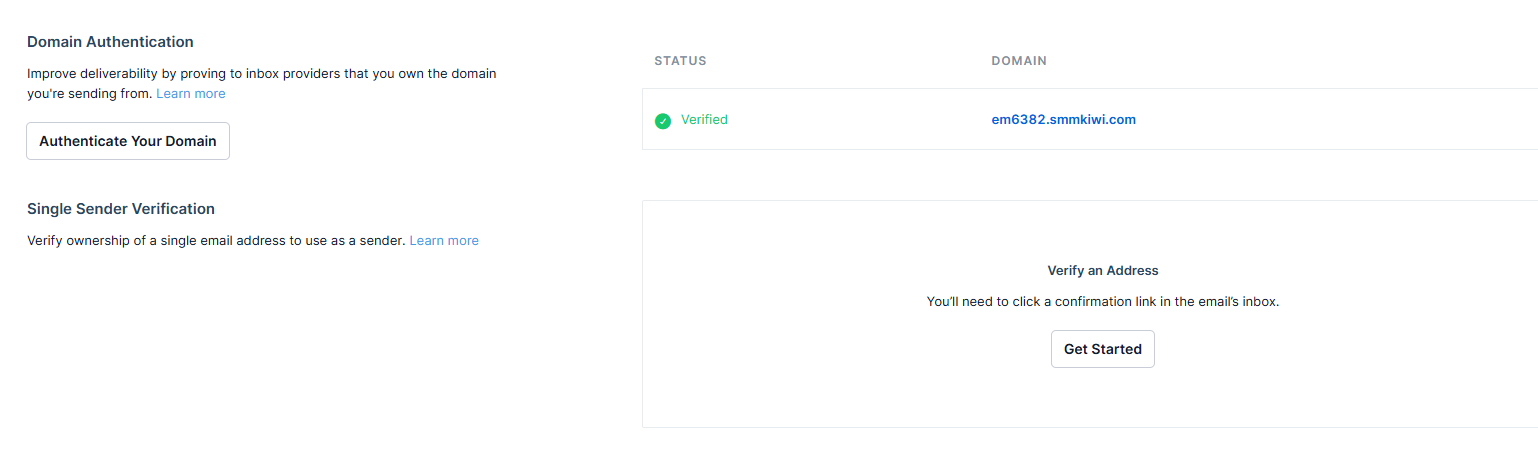 Domain Authentication
Improve deliverability by proving to inbox providers that you own the domain
you're sending from. Learn more
Authenticate Your Domain
STATUS DOMAIN
Verified em6382.smmkiwi.com
Single Sender Verification
Verify ownership of a single email address to use as a sender. Learn more
Verify an Address
You’ll need to click a confirmation link in the email’s inbox.
Get Started